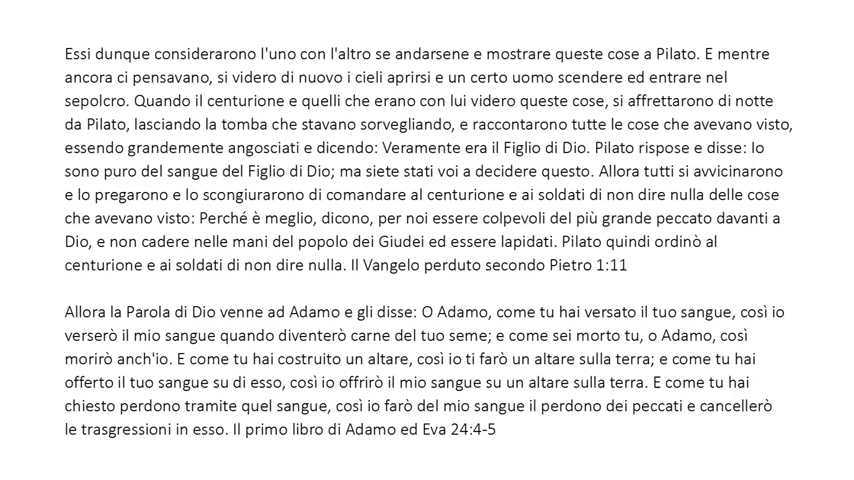 Essi dunque considerarono l'uno con l'altro se andarsene e mostrare queste cose a Pilato. E mentre
ancora ci pensavano, si videro di nuovo i cieli aprirsi e un certo uomo scendere ed entrare nel
sepolcro. Quando il centurione e quelli che erano con lui videro queste cose, si affrettarono di notte
da Pilato, lasciando la tomba che stavano sorvegliando, e raccontarono tutte le cose che avevano visto,
essendo grandemente angosciati e dicendo: Veramente era il Figlio di Dio. Pilato rispose e disse: Io
sono puro del sangue del Figlio di Dio; ma siete stati voi a decidere questo. Allora tutti si avvicinarono
e lo pregarono e lo scongiurarono di comandare al centurione e ai soldati di non dire nulla delle cose
che avevano visto: Perché è meglio, dicono, per noi essere colpevoli del più grande peccato davanti a
Dio, e non cadere nelle mani del popolo dei Giudei ed essere lapidati. Pilato quindi ordinò al
centurione e ai soldati di non dire nulla. Il Vangelo perduto secondo Pietro 1:11
Allora la Parola di Dio venne ad Adamo e gli disse: O Adamo, come tu hai versato il tuo sangue, così io
verserò il mio sangue quando diventerò carne del tuo seme; e come sei morto tu, o Adamo, così
morirò anch'io. E come tu hai costruito un altare, così io ti farò un altare sulla terra; e come tu hai
offerto il tuo sangue su di esso, così io offrirò il mio sangue su un altare sulla terra. E come tu hai
chiesto perdono tramite quel sangue, così io farò del mio sangue il perdono dei peccati e cancellerò
le trasgressioni in esso. Il primo libro di Adamo ed Eva 24:4-5